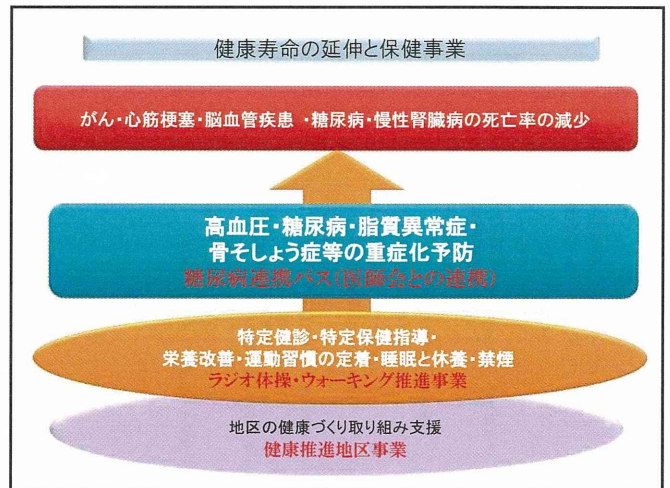 健康寿命の延伸と保健事業
がん・心筋梗塞・脳血管疾患 ・糖尿病・慢性腎臓病の死亡率の減少
高血圧・糖尿病・脂質異常症・
骨そしょう症等の重症化予防
糖尿病連携パス(医師会との連携)
特定健診・特定保健指導・
栄養改善・運動習慣の定着・睡眠と休養・禁煙
ラジオ体操・ウォーキング推進事業
地区の健康づくり取り組み支援
健康推進地区事業